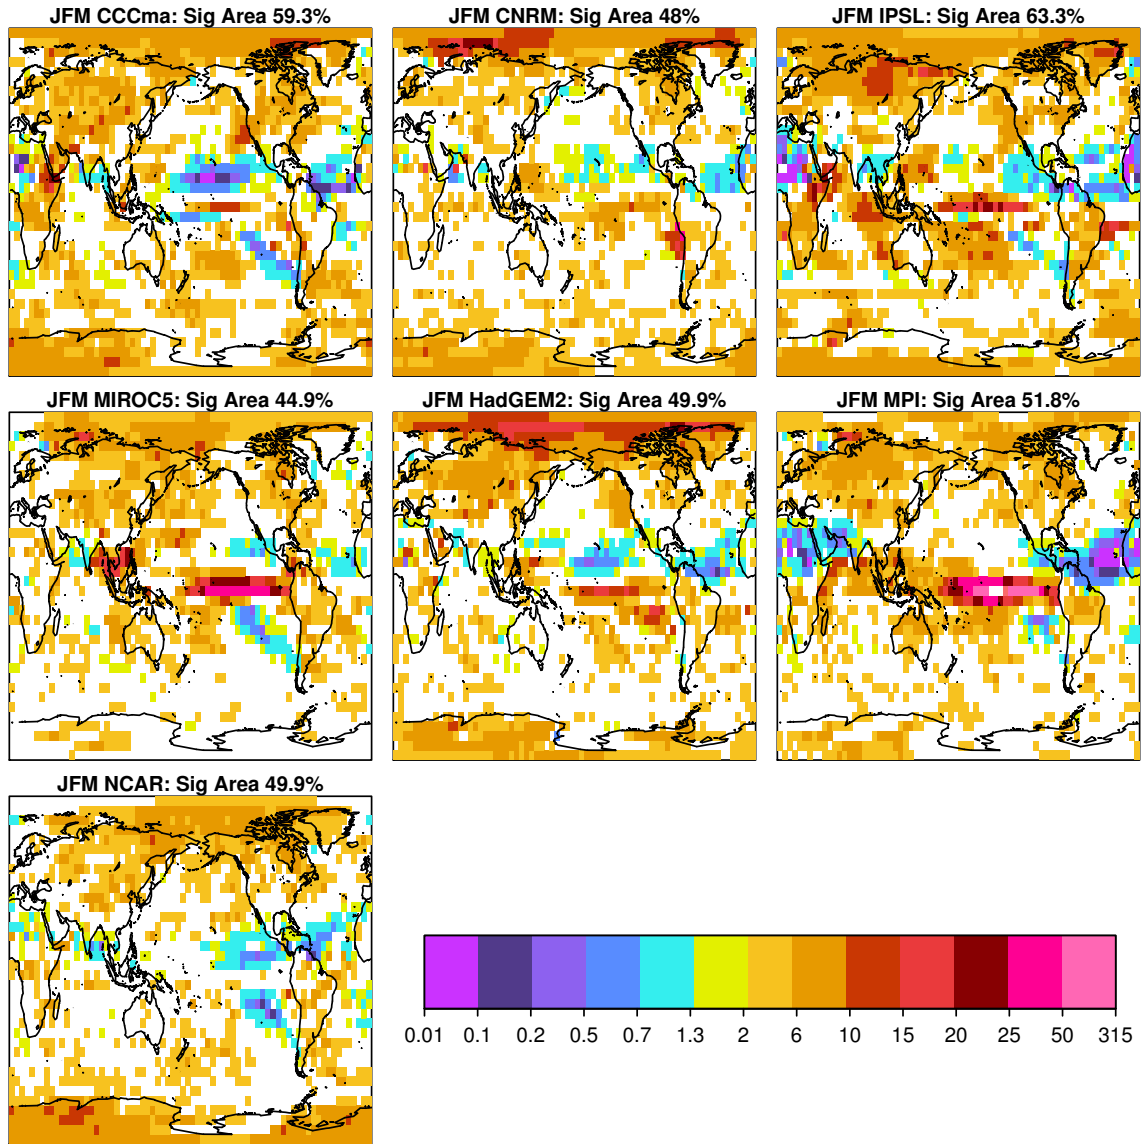 JFM CCCma: Sig Area 59.3%
JFM CNRM: Sig Area 48%
JFM IPSL: Sig Area 63.3%
JFM MIROC5: Sig Area 44.9%
JFM HadGEM2: Sig Area 49.9%
JFM MPI: Sig Area 51.8%
JFM NCAR: Sig Area 49.9%
0.01 0.1 0.2 0.5 0.7 1.3 2 6 10 15 20 25 50 315